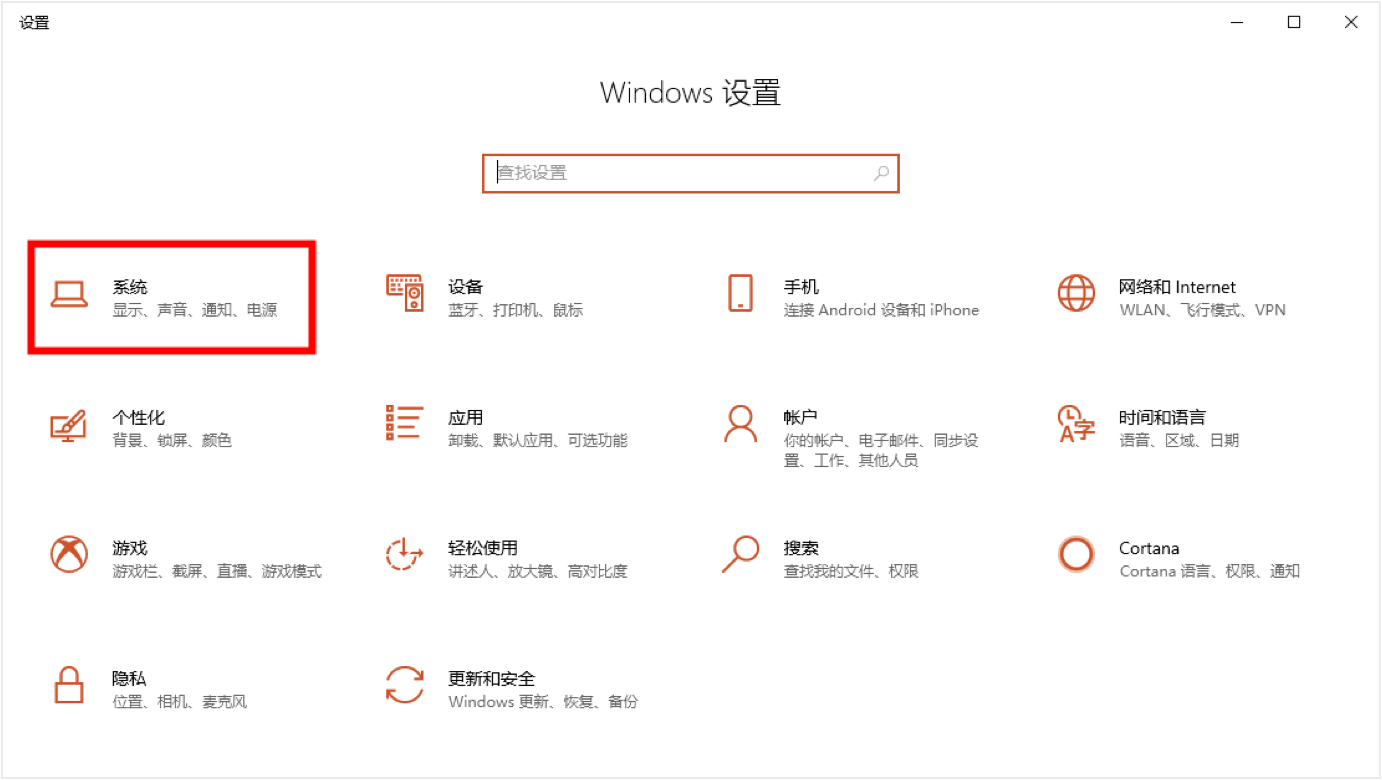 设置
Windows 设置
查找设置
系统
显示、声音、通知、电源
设备
蓝牙、打印机、鼠标
手机
连接 Android 设备和 iPhone
网络和 Internet
WLAN、飞行模式、VPN
个性化
背景、锁屏、颜色
应用
卸载、默认应用、可选功能
帐户
你的帐户、电子邮件、同步设
置、工作、其他人员
时间和语言
语音、区域、日期
游戏
游戏栏、截屏、直播、游戏模式
轻松使用
讲述人、放大镜、高对比度
搜索
查找我的文件、权限
Cortana
Cortana 语言、权限、通知
隐私
位置、相机、麦克风
更新和安全
Windows 更新、恢复、备份